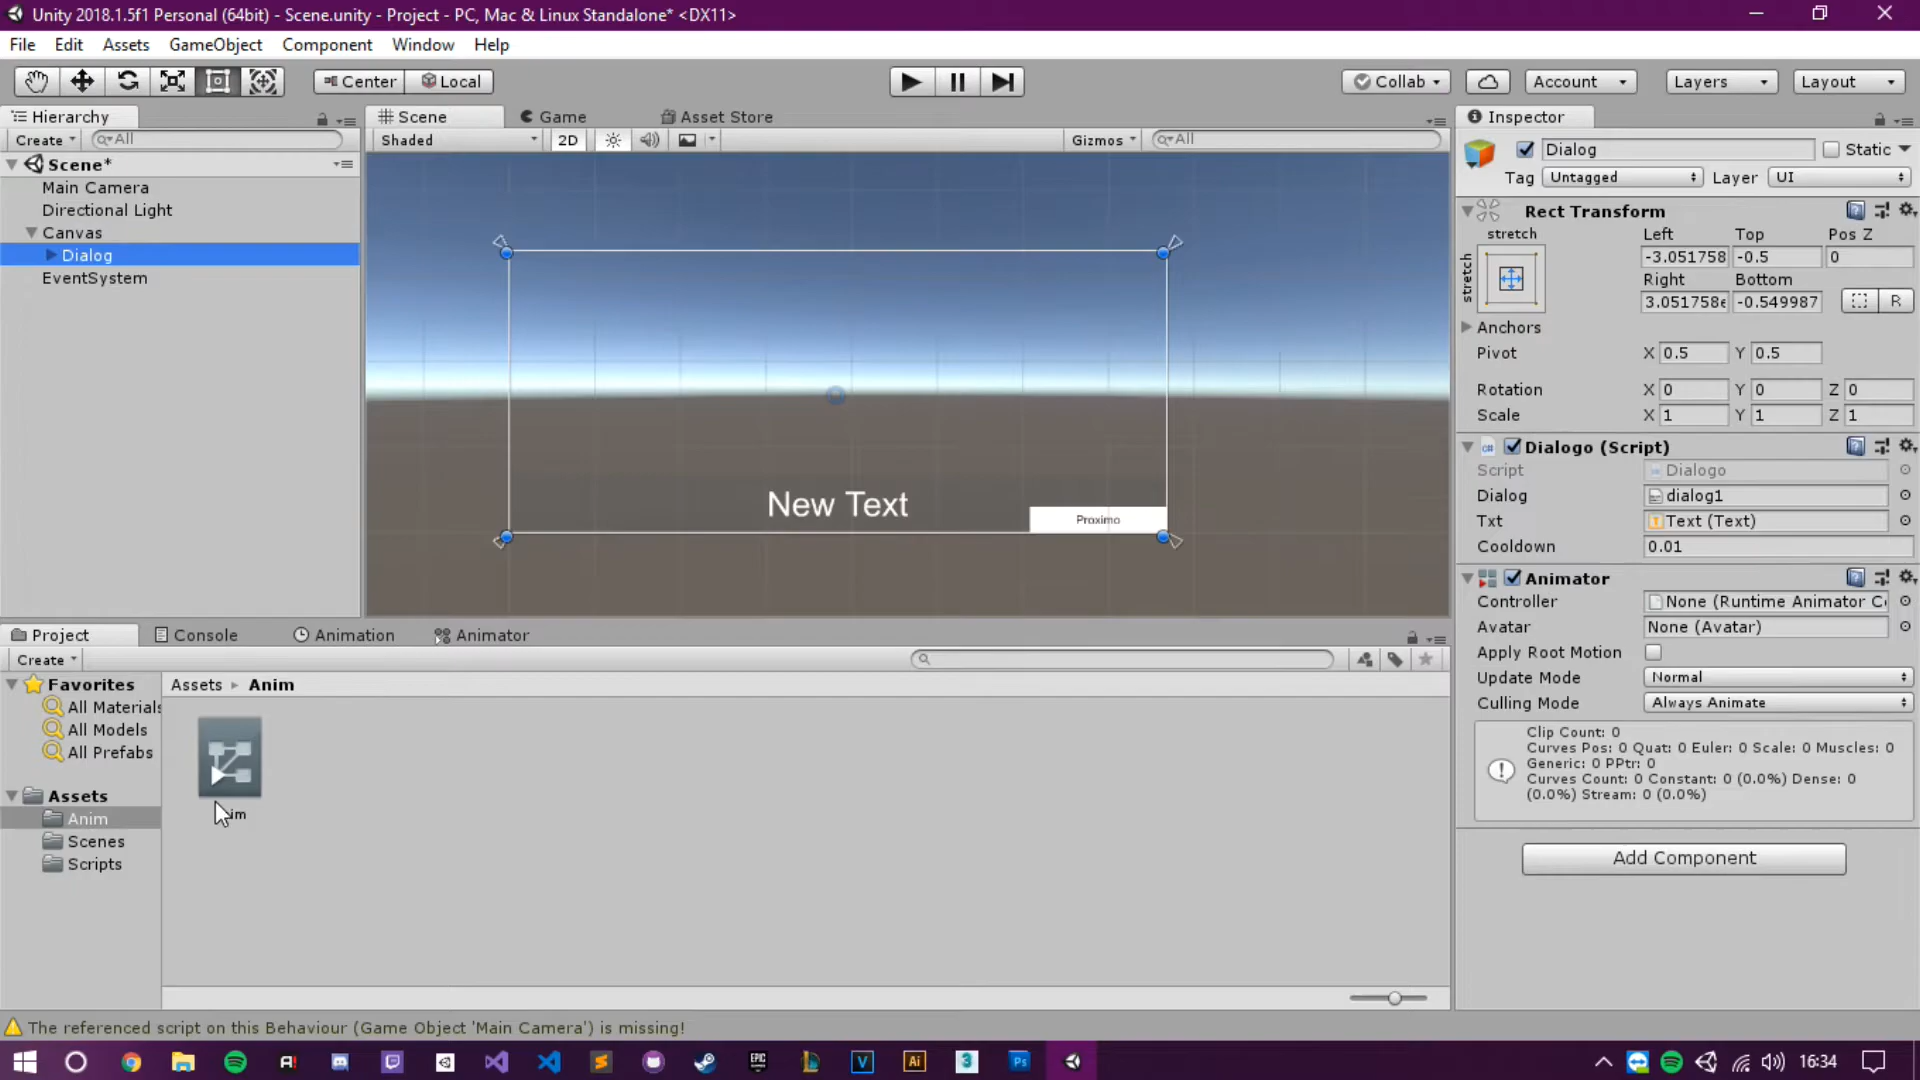 Unity 2018.1.5f1 Personal (64bit) - Scene.unity - Project - PC, Mac & Linux Standalone* <DX11>
File Edit Assets GameObject Component Window Help
Center Local Collab Account Layers Layout
Hierarchy
Create All
Scene*
Main Camera
Directional Light
Canvas
Dialog
EventSystem
Scene Game Asset Store
Shaded 2D Gizmos All
New Text
Proximo
Inspector
Dialog Static
Tag Untagged Layer UI
Rect Transform
stretch Left Top Pos Z
stretch -3.051758 -0.5 0
Right Bottom
3.051758e -0.549987 R
Anchors
Pivot X 0.5 Y 0.5
Rotation X 0 Y 0 Z 0
Scale X 1 Y 1 Z 1
Dialogo (Script)
Script Dialogo
Dialog dialog1
Txt Text (Text)
Cooldown 0.01
Animator
Controller None (Runtime Animator C
Avatar None (Avatar)
Apply Root Motion
Update Mode Normal
Culling Mode Always Animate
Clip Count: 0
Curves Pos: 0 Quat: 0 Euler: 0 Scale: 0 Muscles: 0
Generic: 0 PPtr: 0
Curves Count: 0 Constant: 0 (0.0%) Dense: 0
(0.0%) Stream: 0 (0.0%)
Add Component
Project Console Animation Animator
Create
Favorites
All Materials
All Models
All Prefabs
Assets
Anim
Scenes
Scripts
Assets Anim
The referenced script on this Behaviour (Game Object 'Main Camera') is missing!
16:34